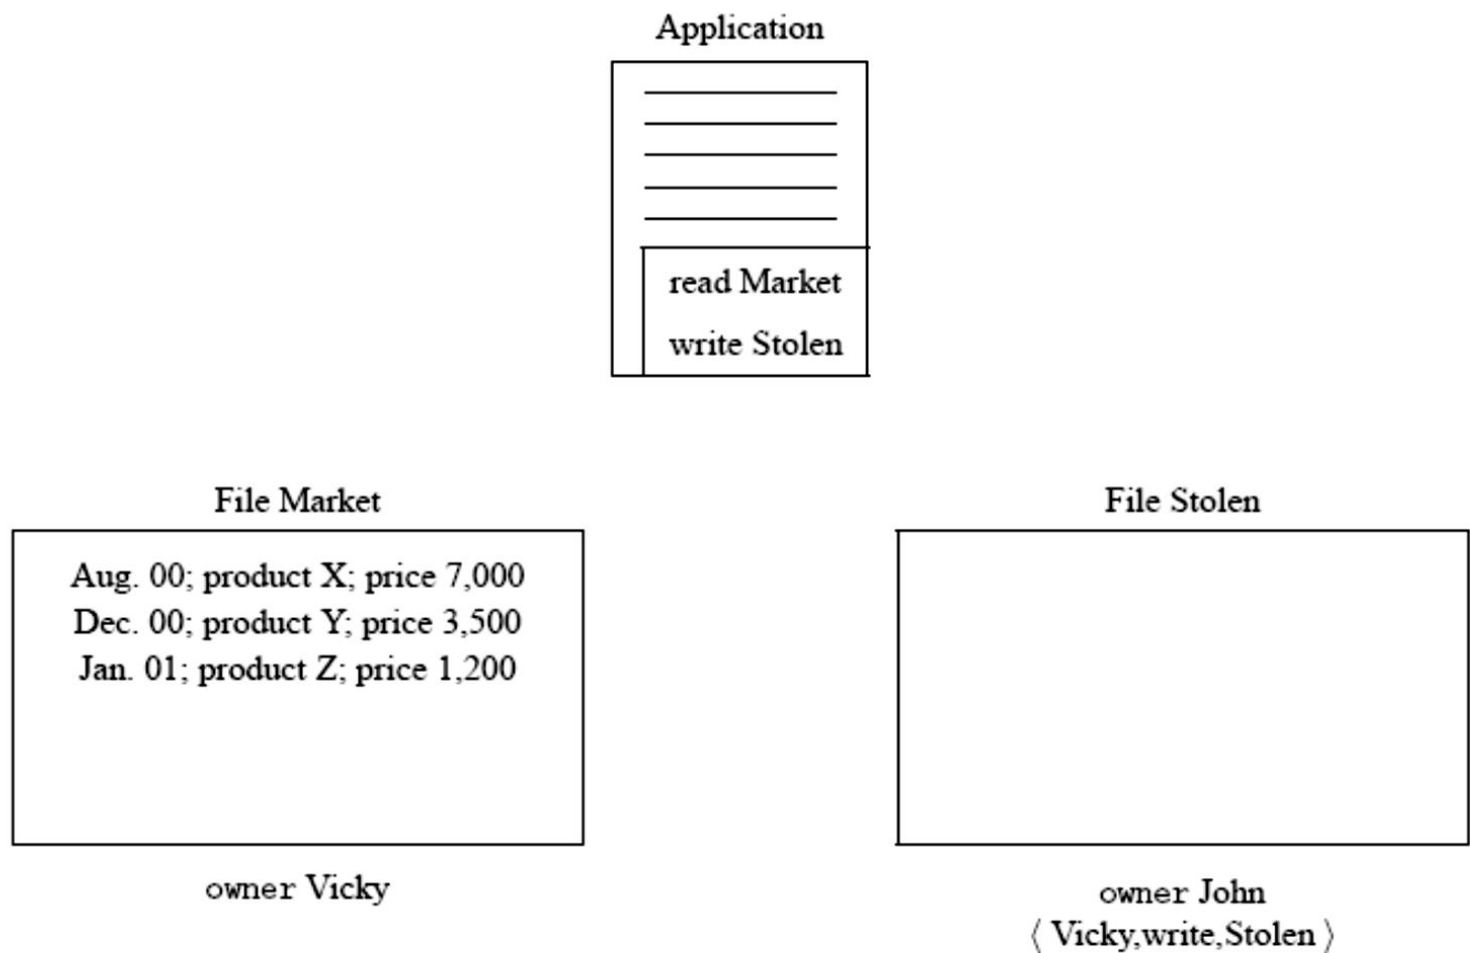 Application
read Market
write Stolen
File Market
Aug. 00; product X; price 7,000
Dec. 00; product Y; price 3,500
Jan. 01; product Z; price 1,200
owner Vicky
File Stolen
owner John
⟨ Vicky,write,Stolen ⟩